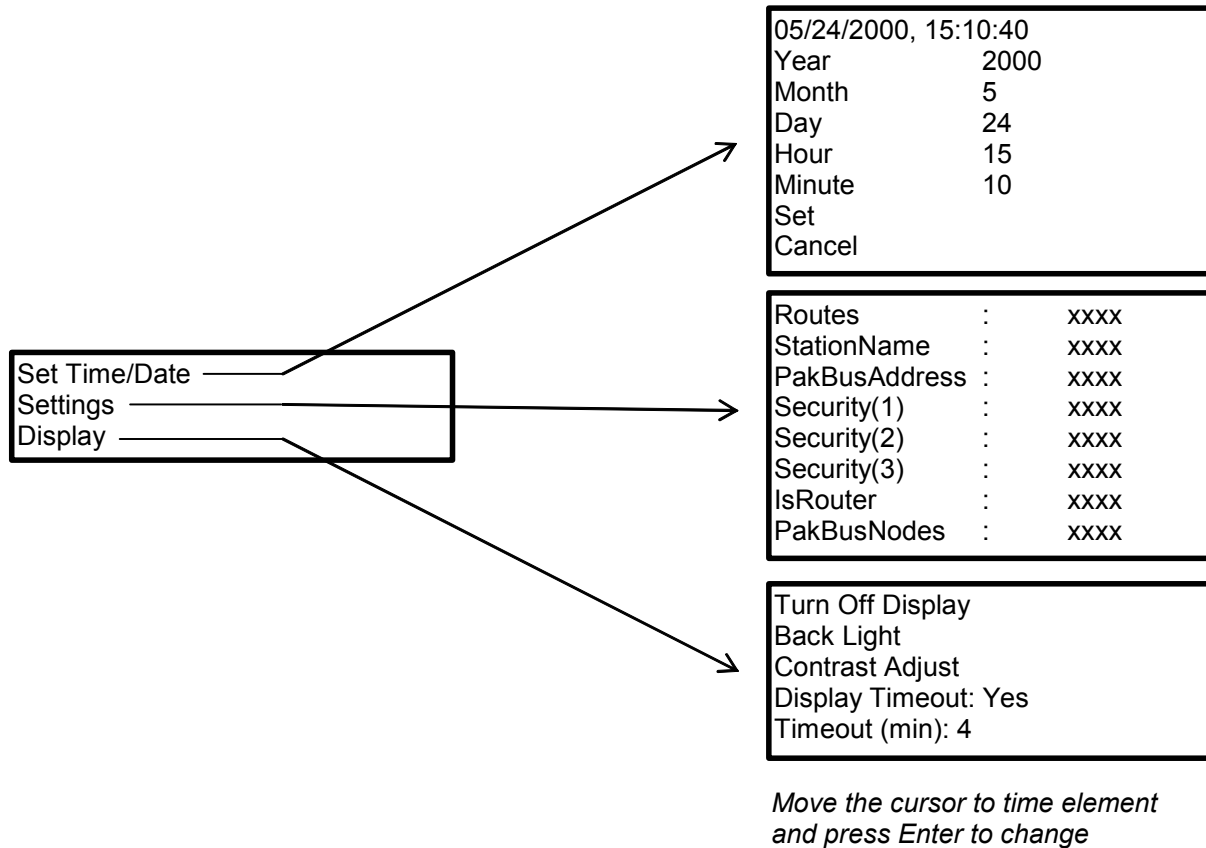 Set Time/Date
Settings
Display
05/24/2000, 15:10:40
Year 2000
Month 5
Day 24
Hour 15
Minute 10
Set
Cancel
Routes : xxxx
StationName : xxxx
PakBusAddress : xxxx
Security(1) : xxxx
Security(2) : xxxx
Security(3) : xxxx
IsRouter : xxxx
PakBusNodes : xxxx
Turn Off Display
Back Light
Contrast Adjust
Display Timeout: Yes
Timeout (min): 4
Move the cursor to time element
and press Enter to change